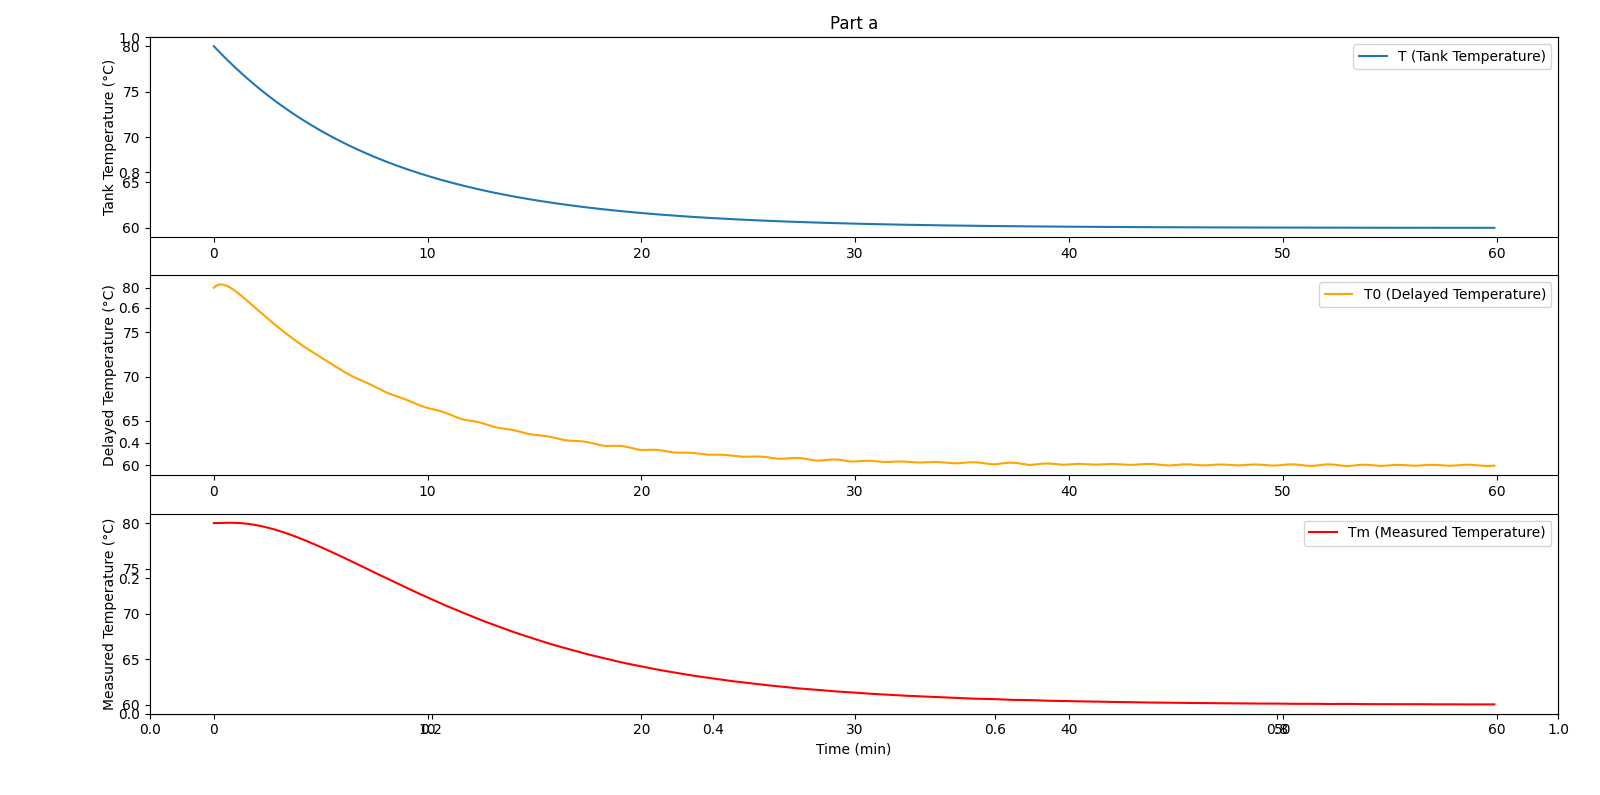 Part a
1.0
80
T (Tank Temperature)
75
70
0.8
65
60
Tank Temperature (°C)
0 10 20 30 40 50 60
80
T0 (Delayed Temperature)
0.6
75
70
65
0.4
60
Delayed Temperature (°C)
0 10 20 30 40 50 60
80
Tm (Measured Temperature)
75
0.2
70
65
60
0.0
Measured Temperature (°C)
0.0 0 10 0.2 20 0.4 30 0.6 40 0.8 50 60 1.0
Time (min)